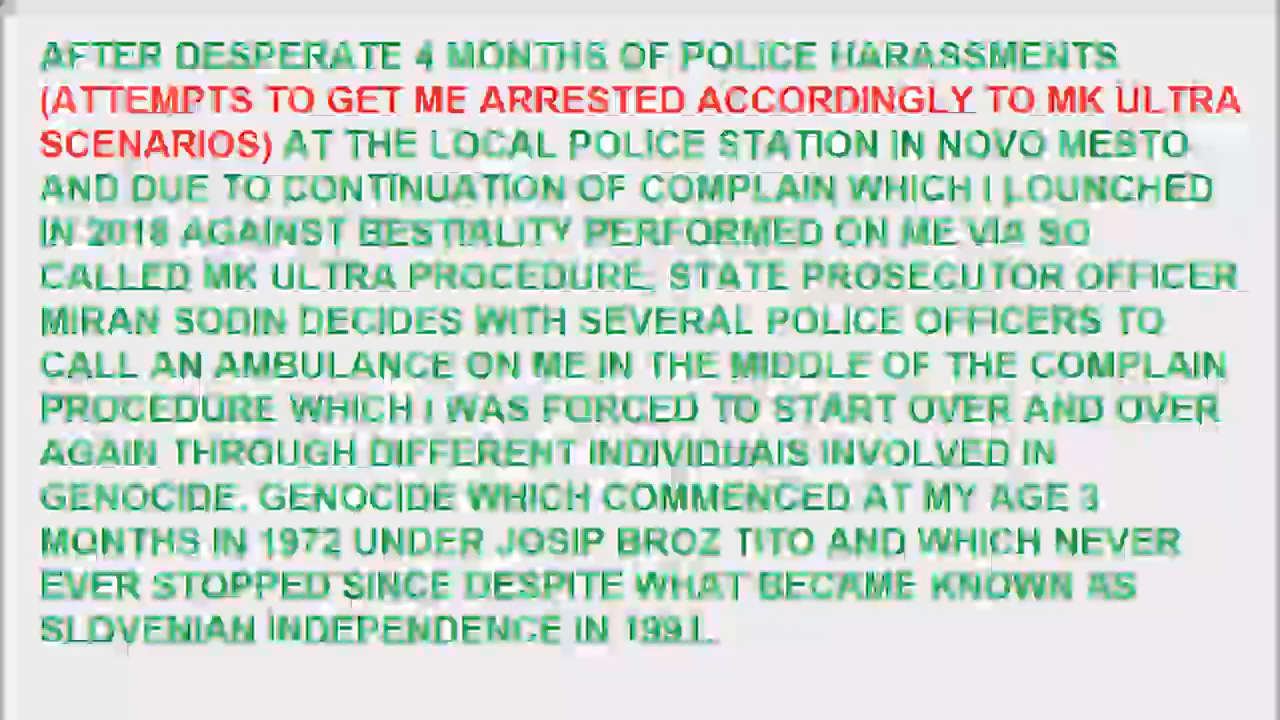 AFTER DESPERATE 4 MONTHS OF POLICE HARASSMENTS
(ATTEMPTS TO GET ME ARRESTED ACCORDINGLY TO MK ULTRA
SCENARIOS) AT THE LOCAL POLICE STATION IN NOVO MESTO
AND DUE TO CONTINUATION OF COMPLAIN WHICH I LOUNCHED
IN 2018 AGAINST BESTIALITY PERFORMED ON ME VIA SO
CALLED MK ULTRA PROCEDURE, STATE PROSECUTOR OFFICER
MIRAN SODIN DECIDES WITH SEVERAL POLICE OFFICERS TO
CALL AN AMBULANCE ON ME IN THE MIDDLE OF THE COMPLAIN
PROCEDURE WHICH I WAS FORCED TO START OVER AND OVER
AGAIN THROUGH DIFFERENT INDIVIDUALS INVOLVED IN
GENOCIDE. GENOCIDE WHICH COMMENCED AT MY AGE 3
MONTHS IN 1972 UNDER JOSIP BROZ TITO AND WHICH NEVER
EVER STOPPED SINCE DESPITE WHAT BECAME KNOWN AS
SLOVENIAN INDEPENDENCE IN 1991.